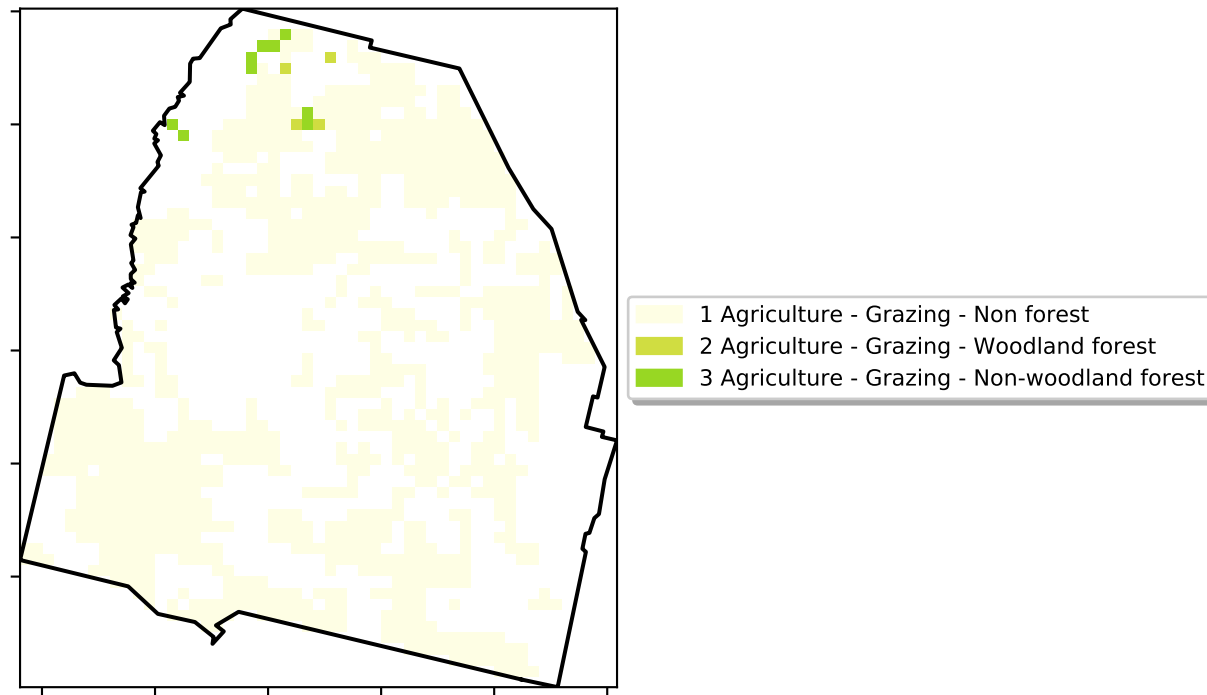 1 Agriculture - Grazing - Non forest
2 Agriculture - Grazing - Woodland forest
3 Agriculture - Grazing - Non-woodland forest